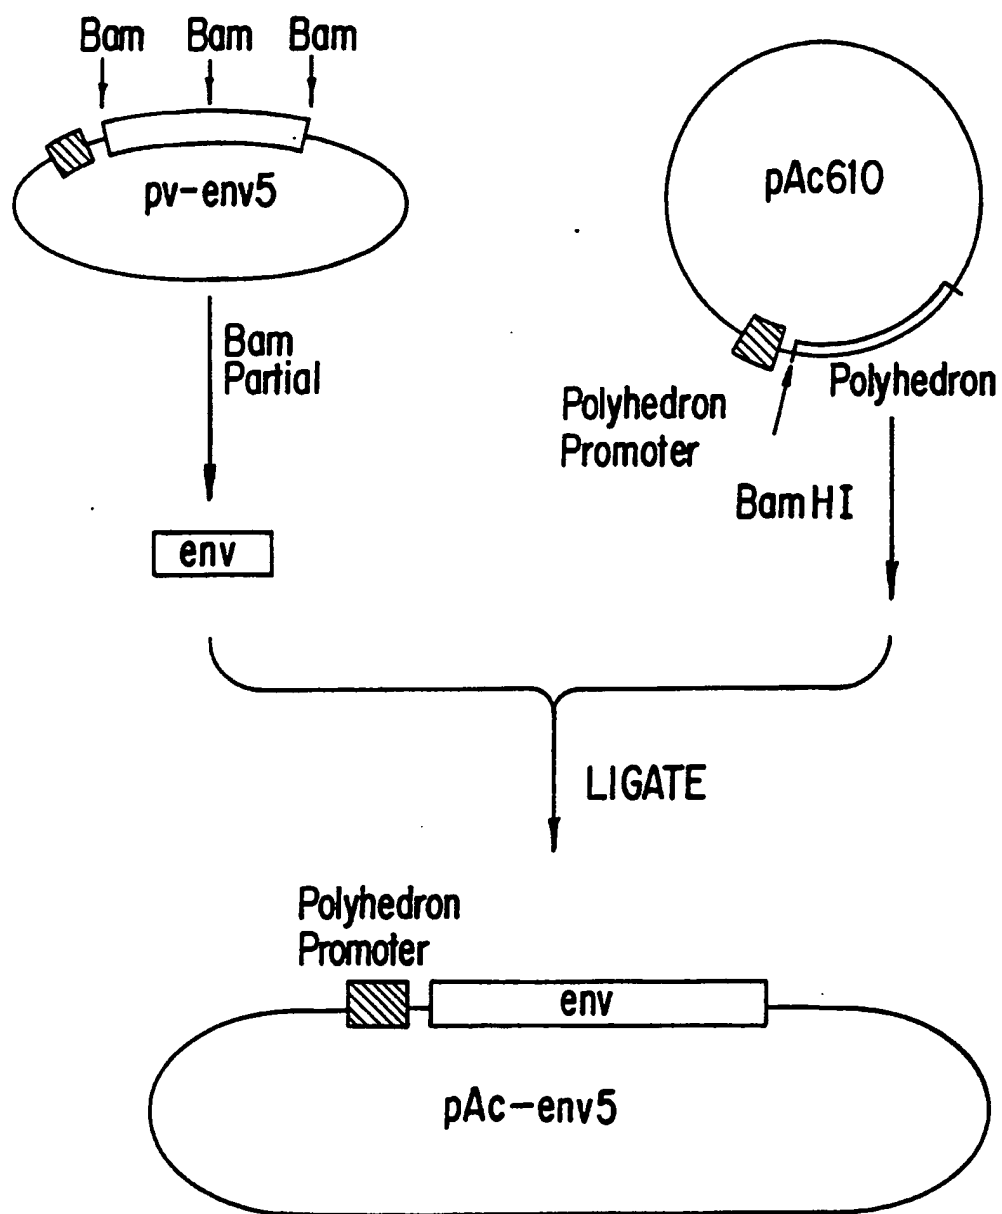 Bam Bam Bam
pv-env5
pAc610
Bam
Partial
Polyhedron
Promoter
Polyhedron
BamHI
env
LIGATE
Polyhedron
Promoter
env
pAc-env5